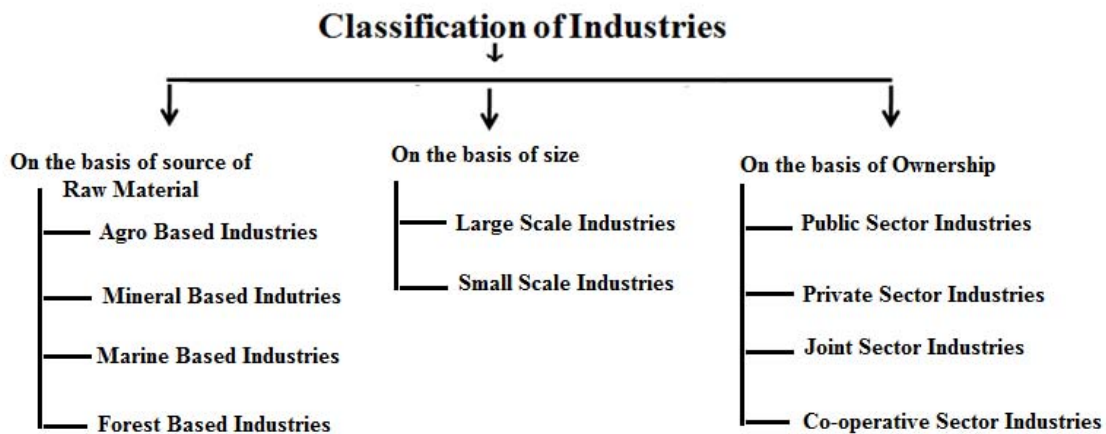 Classification of Industries
On the basis of source of
Raw Material
Agro Based Industries
Mineral Based Indutries
Marine Based Industries
Forest Based Industries
On the basis of size
Large Scale Industries
Small Scale Industries
On the basis of Ownership
Public Sector Industries
Private Sector Industries
Joint Sector Industries
Co-operative Sector Industries